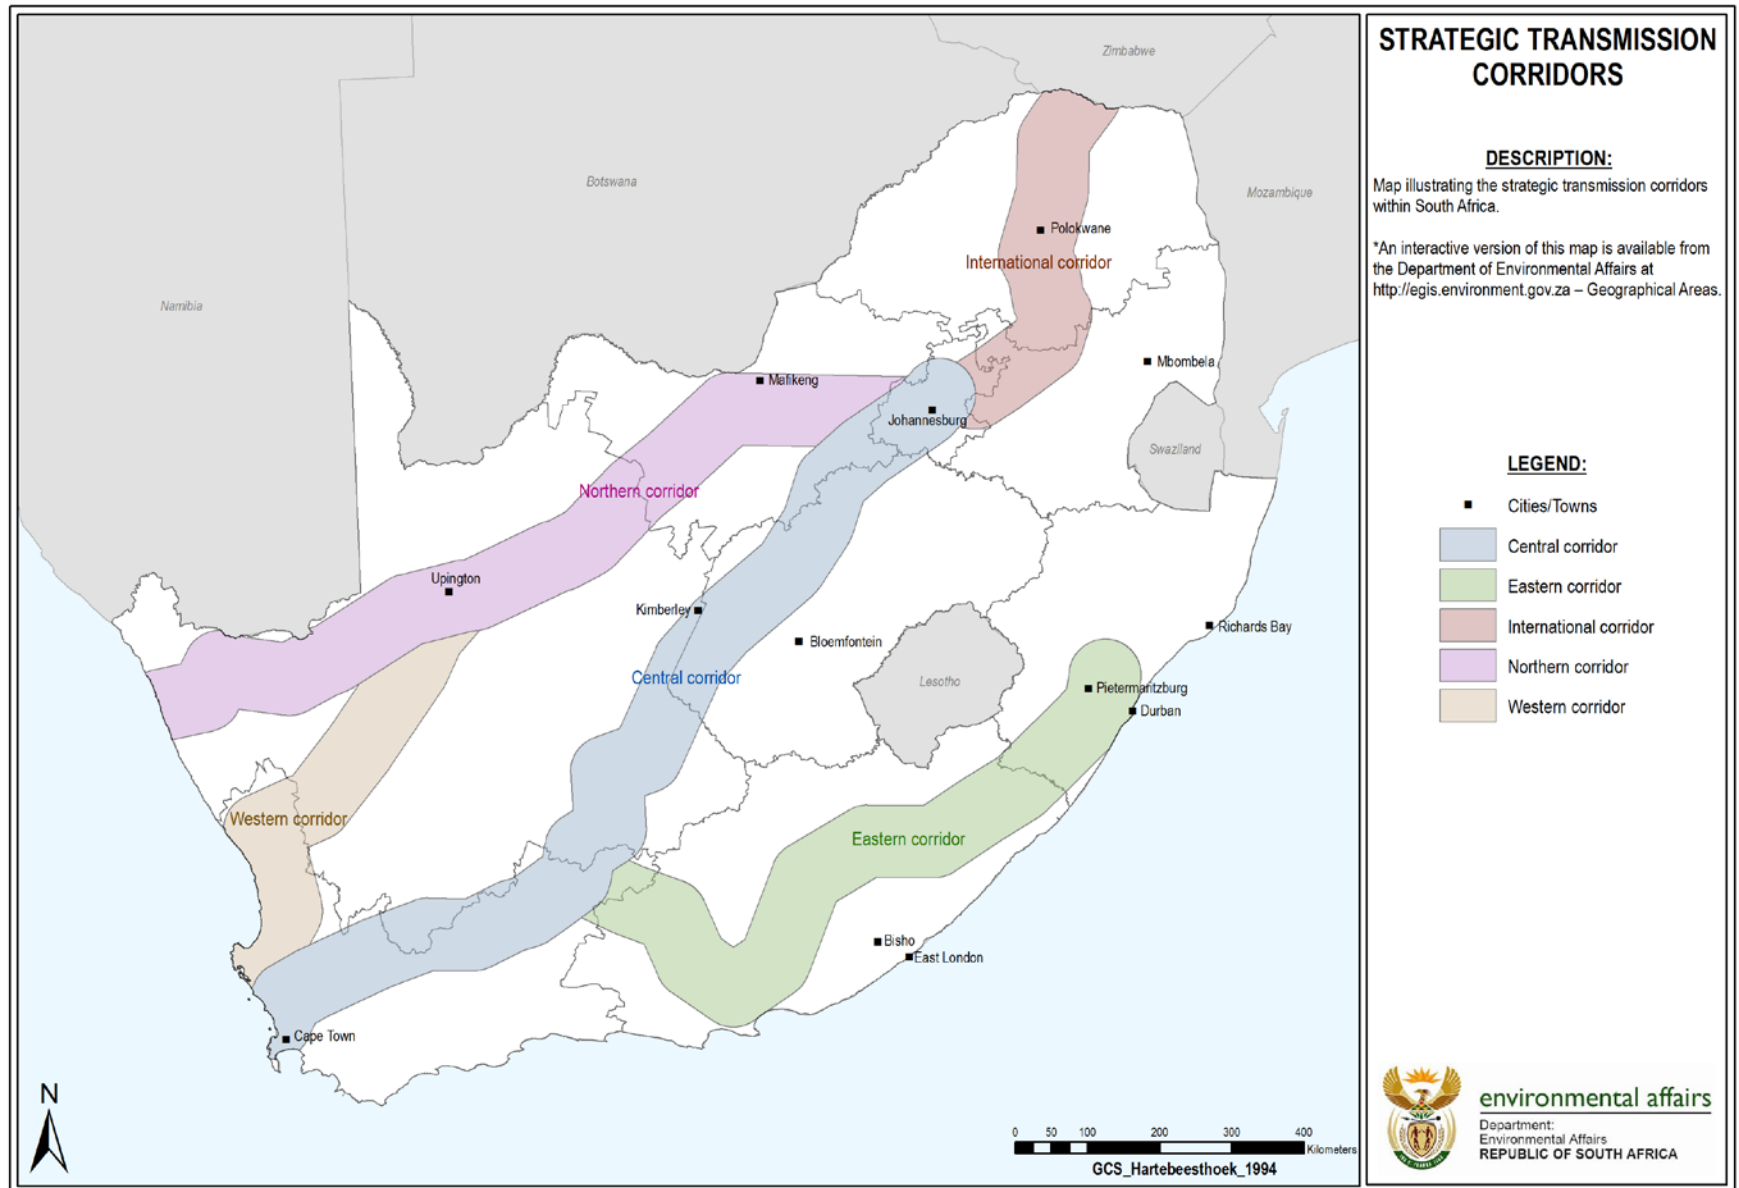 STRATEGIC TRANSMISSION
CORRIDORS
DESCRIPTION:
Map illustrating the strategic transmission corridors
within South Africa.
*An interactive version of this map is available from
the Department of Environmental Affairs at
http://egis.environment.gov.za – Geographical Areas.
LEGEND:
Cities/Towns
Central corridor
Eastern corridor
International corridor
Northern corridor
Western corridor
Zimbabwe
Botswana
Mozambique
Namibia
Polokwane
International corridor
Mbombela
Mafikeng
Johannesburg
Swaziland
Northern corridor
Upington
Kimberley
Bloemfontein
Richards Bay
Central corridor
Lesotho
Pietermaritzburg
Durban
Western corridor
Eastern corridor
Bisho
East London
Cape Town
N
0 50 100 200 300 400
Kilometers
GCS_Hartebeesthoek_1994
environmental affairs
Department:
Environmental Affairs
REPUBLIC OF SOUTH AFRICA